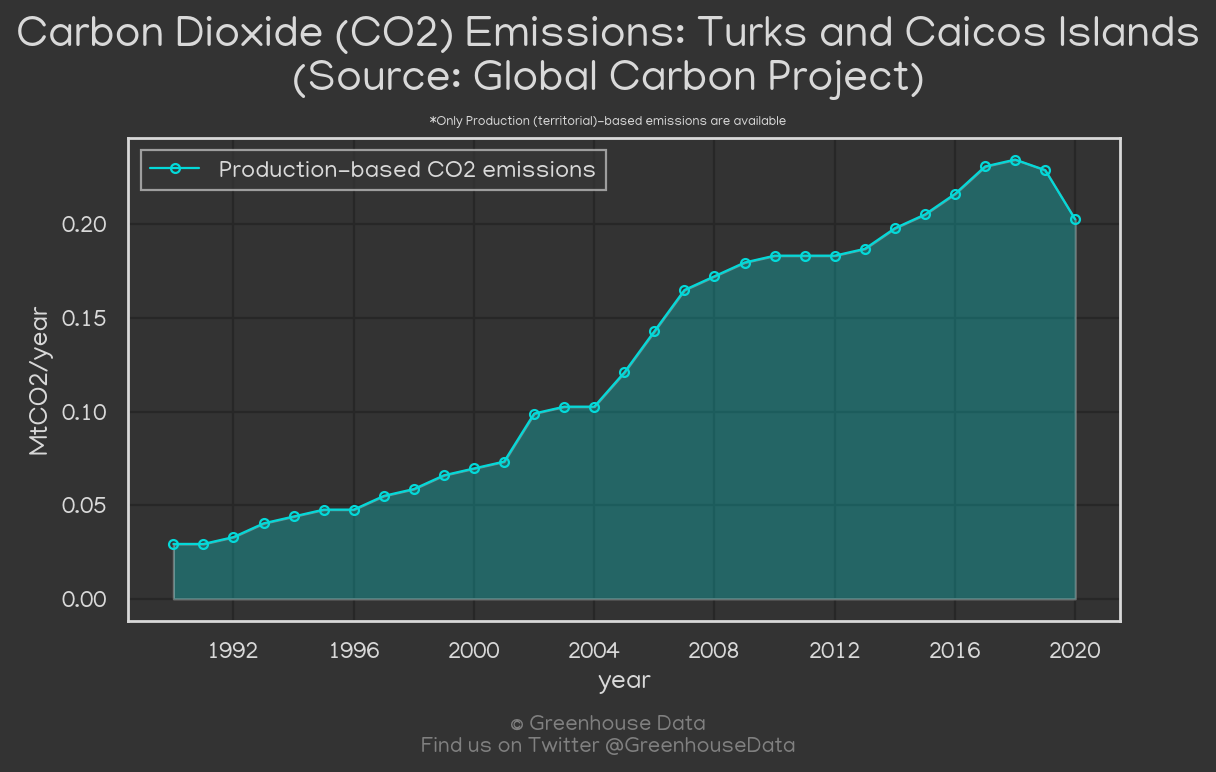 Carbon Dioxide (CO2) Emissions: Turks and Caicos Islands
(Source: Global Carbon Project)
*Only Production (territorial)-based emissions are available
Production-based CO2 emissions
MtCO2/year
0.20
0.15
0.10
0.05
0.00
1992 1996 2000 2004 2008 2012 2016 2020
year
© Greenhouse Data
Find us on Twitter @GreenhouseData